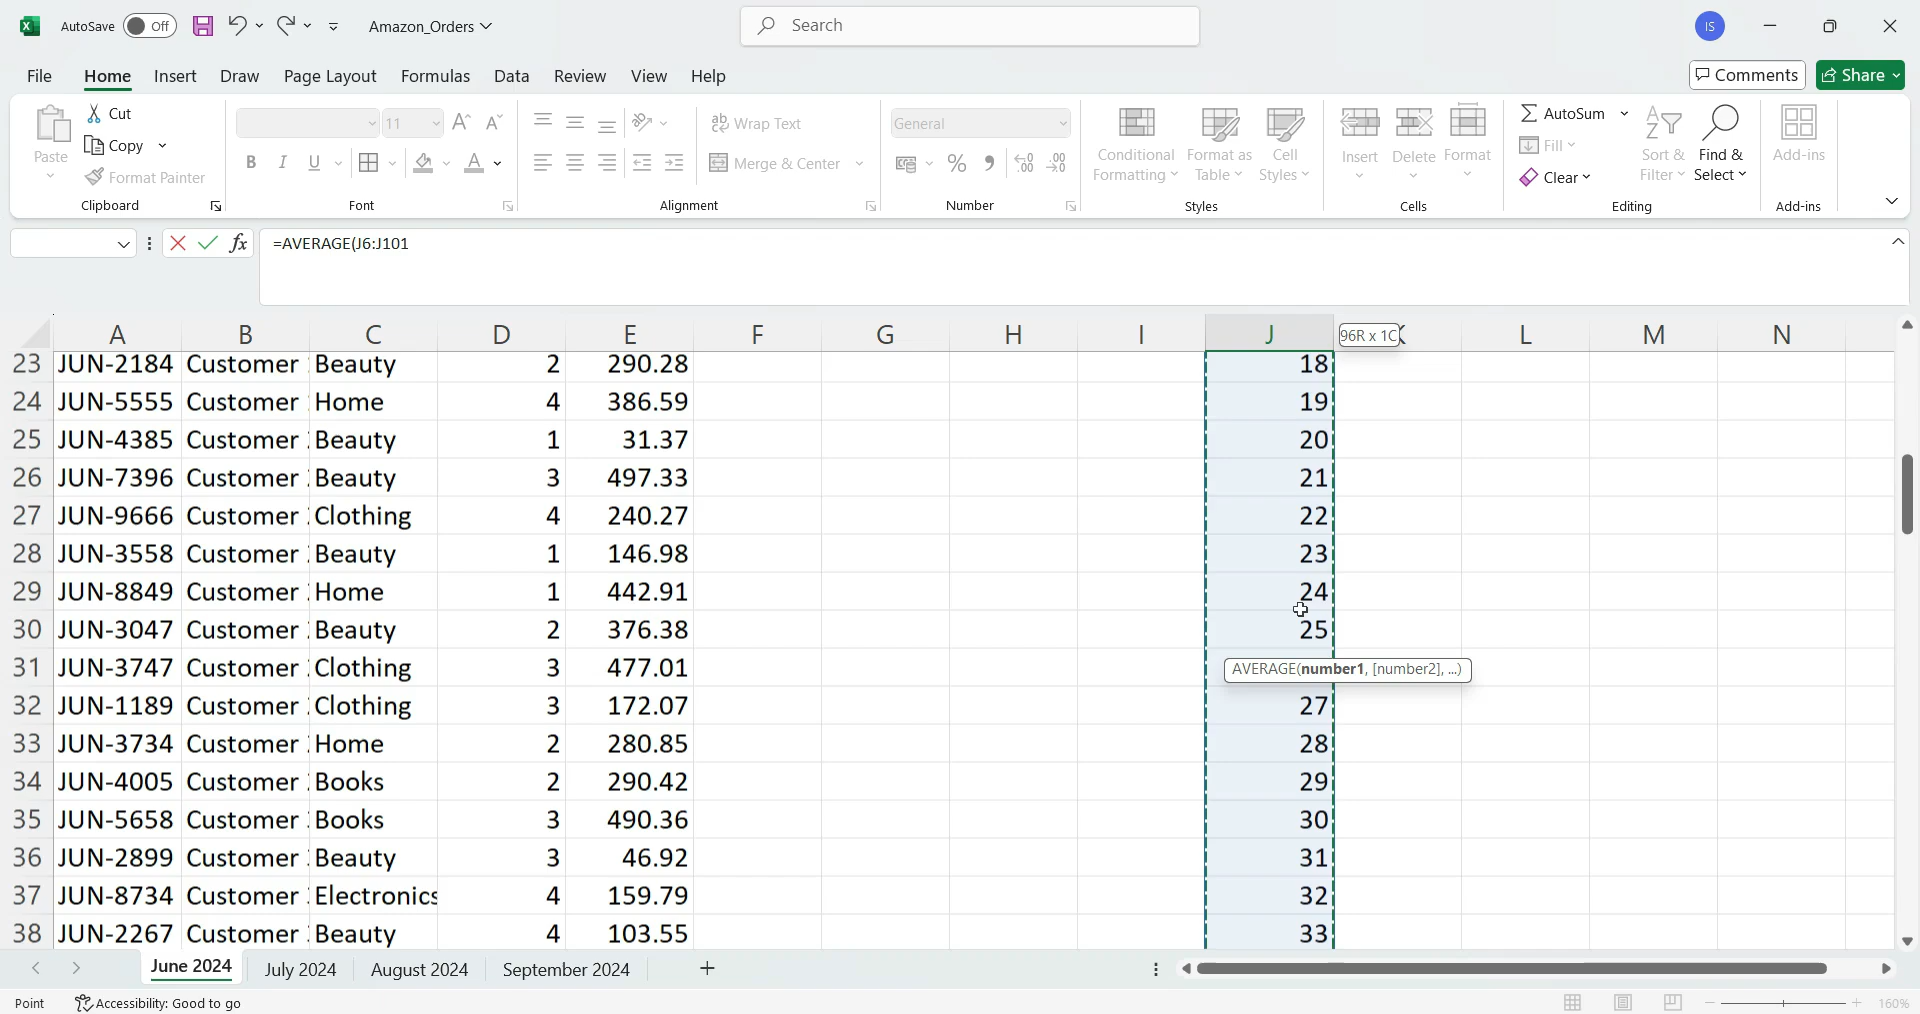 AutoSave Off Amazon_Orders Search IS
File Home Insert Draw Page Layout Formulas Data Review View Help Comments Share
Paste Cut Copy Format Painter Clipboard
11 B I U A Font
Wrap Text Merge & Center Alignment
General % Number
Conditional Formatting Format as Table Cell Styles Styles
Insert Delete Format Cells
AutoSum Fill Clear Sort & Filter Find & Select Editing
Add-ins Add-ins
fx =AVERAGE(J6:J101
A B C D E F G H I J 96R x 1C K L M N
23 JUN-2184 Customer Beauty 2 290.28 18
24 JUN-5555 Customer Home 4 386.59 19
25 JUN-4385 Customer Beauty 1 31.37 20
26 JUN-7396 Customer Beauty 3 497.33 21
27 JUN-9666 Customer Clothing 4 240.27 22
28 JUN-3558 Customer Beauty 1 146.98 23
29 JUN-8849 Customer Home 1 442.91 24
30 JUN-3047 Customer Beauty 2 376.38 25
31 JUN-3747 Customer Clothing 3 477.01 AVERAGE(number1, [number2], ...)
32 JUN-1189 Customer Clothing 3 172.07 27
33 JUN-3734 Customer Home 2 280.85 28
34 JUN-4005 Customer Books 2 290.42 29
35 JUN-5658 Customer Books 3 490.36 30
36 JUN-2899 Customer Beauty 3 46.92 31
37 JUN-8734 Customer Electronics 4 159.79 32
38 JUN-2267 Customer Beauty 4 103.55 33
June 2024 July 2024 August 2024 September 2024
Point Accessibility: Good to go 160%